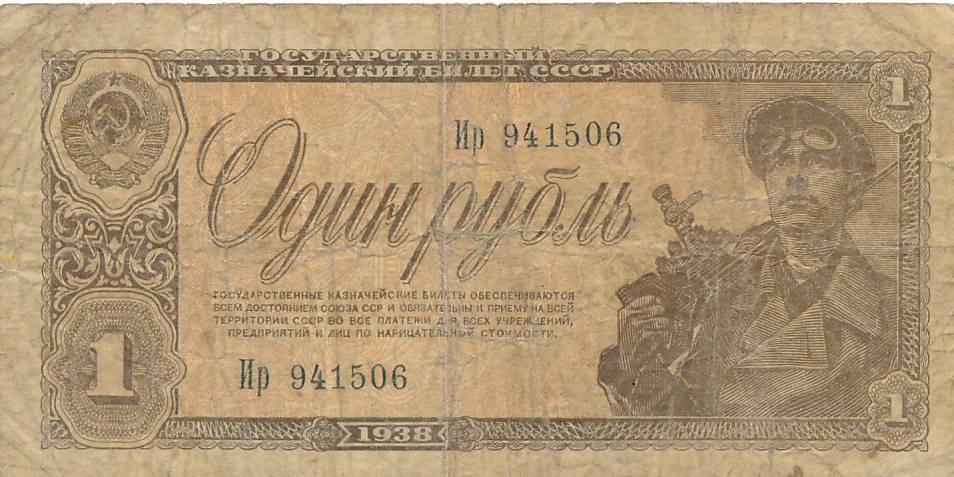 ГОСУДАРСТВЕННЫЙ
КАЗНАЧЕЙСКИЙ БИЛЕТ СССР
1
Ир 941506
Один рубль
ГОСУДАРСТВЕННЫЕ КАЗНАЧЕЙСКИЕ БИЛЕТЫ ОБЕСПЕЧИВАЮТСЯ
ВСЕМ ДОСТОЯНИЕМ СОЮЗА ССР И ОБЯЗАТЕЛЬНЫ К ПРИЕМУ НА ВСЕЙ
ТЕРРИТОРИИ СССР ВО ВСЕ ПЛАТЕЖИ ДЛЯ ВСЕХ УЧРЕЖДЕНИЙ,
ПРЕДПРИЯТИЙ И ЛИЦ ПО НАРИЦАТЕЛЬНОЙ СТОИМОСТИ.
1
Ир 941506
1
1938